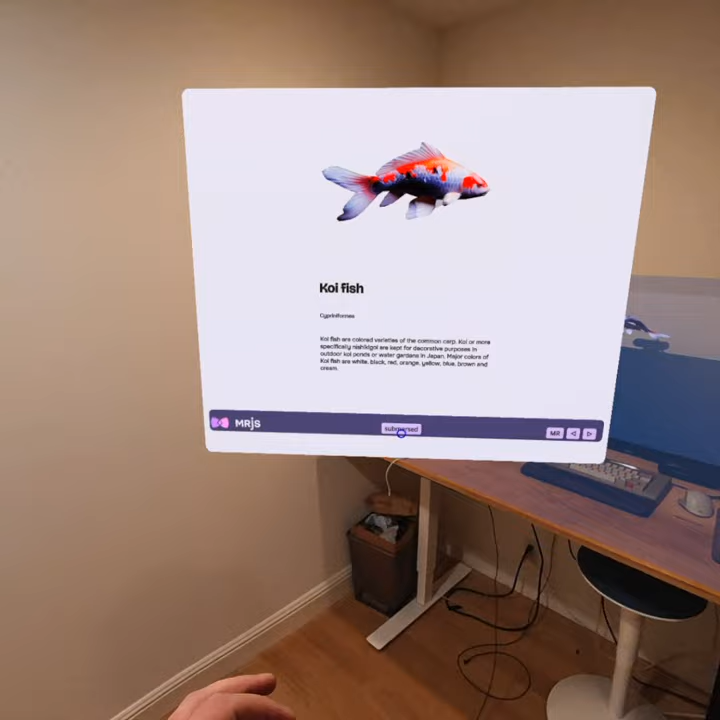 Koi fish
Cypriniformes
Koi fish are colored varieties of the common carp. Koi or more
specifically nishikigoi are kept for decorative purposes in
outdoor koi ponds or water gardens in Japan. Major colors of
Koi fish are white, black, red, orange, yellow, blue, brown and
cream.
MRjs
submersed
MR